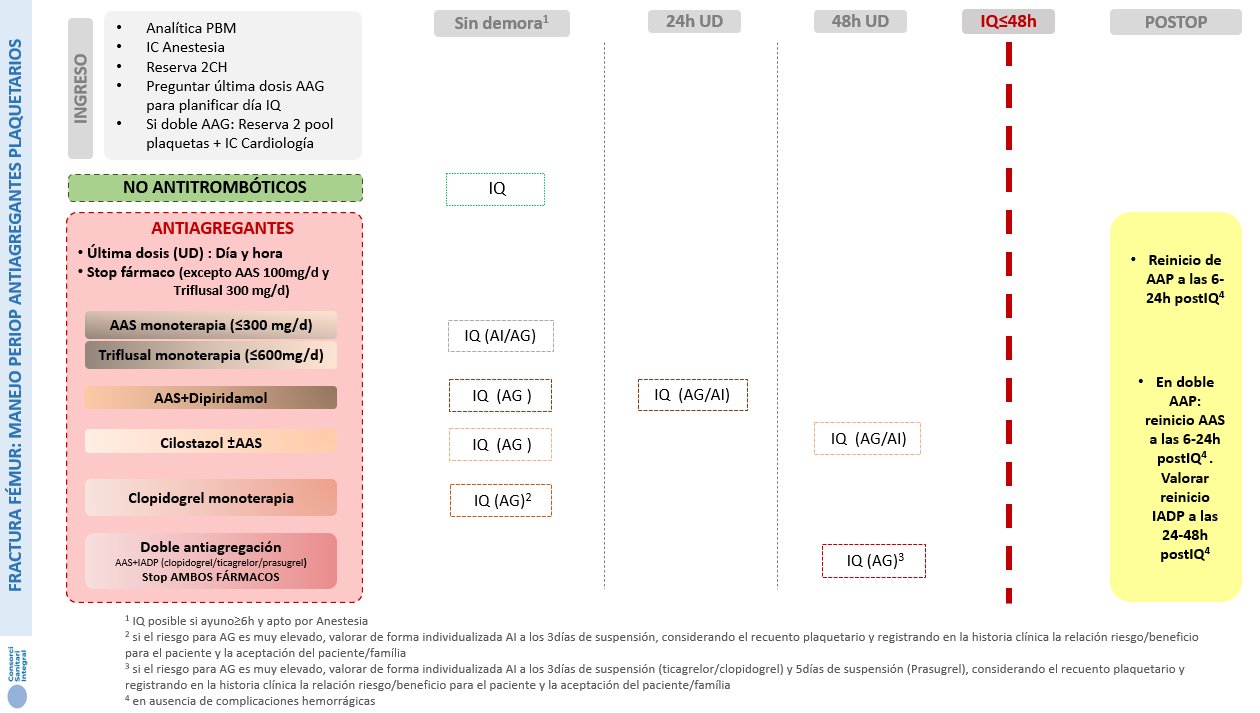 FRACTURA FÉMUR: MANEJO PERIOP ANTIAGREGANTES PLAQUETARIOS
Consorci
Sanitari
Integral
INGRESO
• Analítica PBM
• IC Anestesia
• Reserva 2CH
• Preguntar última dosis AAG
para planificar día IQ
• Si doble AAG: Reserva 2 pool
plaquetas + IC Cardiología
Sin demora¹
24h UD
48h UD
IQ≤48h
POSTOP
NO ANTITROMBÓTICOS
IQ
ANTIAGREGANTES
• Última dosis (UD) : Día y hora
• Stop fármaco (excepto AAS 100mg/d y
Triflusal 300 mg/d)
AAS monoterapia (≤300 mg/d)
Triflusal monoterapia (≤600mg/d)
IQ (AI/AG)
AAS+Dipiridamol
IQ (AG )
IQ (AG/AI)
Cilostazol ±AAS
IQ (AG )
IQ (AG/AI)
Clopidogrel monoterapia
IQ (AG)²
Doble antiagregación
AAS+IADP (clopidogrel/ticagrelor/prasugrel)
Stop AMBOS FÁRMACOS
IQ (AG)³
• Reinicio de
AAP a las 6-
24h postIQ⁴
• En doble
AAP:
reinicio AAS
a las 6-24h
postIQ⁴ .
Valorar
reinicio
IADP a las
24-48h
postIQ⁴
¹ IQ posible si ayuno≥6h y apto por Anestesia
² si el riesgo para AG es muy elevado, valorar de forma individualizada AI a los 3días de suspensión, considerando el recuento plaquetario y registrando en la historia clínica la relación riesgo/beneficio
para el paciente y la aceptación del paciente/família
³ si el riesgo para AG es muy elevado, valorar de forma individualizada AI a los 3días de suspensión (ticagrelor/clopidogrel) y 5días de suspensión (Prasugrel), considerando el recuento plaquetario y
registrando en la historia clínica la relación riesgo/beneficio para el paciente y la aceptación del paciente/família
⁴ en ausencia de complicaciones hemorrágicas